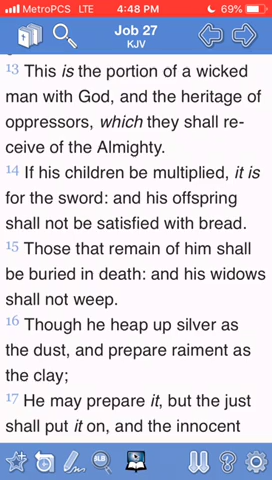 MetroPCS LTE 4:48 PM 69%
Job 27
KJV
13 This is the portion of a wicked
man with God, and the heritage of
oppressors, which they shall re-
ceive of the Almighty.
14 If his children be multiplied, it is
for the sword: and his offspring
shall not be satisfied with bread.
15 Those that remain of him shall
be buried in death: and his widows
shall not weep.
16 Though he heap up silver as
the dust, and prepare raiment as
the clay;
17 He may prepare it, but the just
shall put it on, and the innocent
BLB